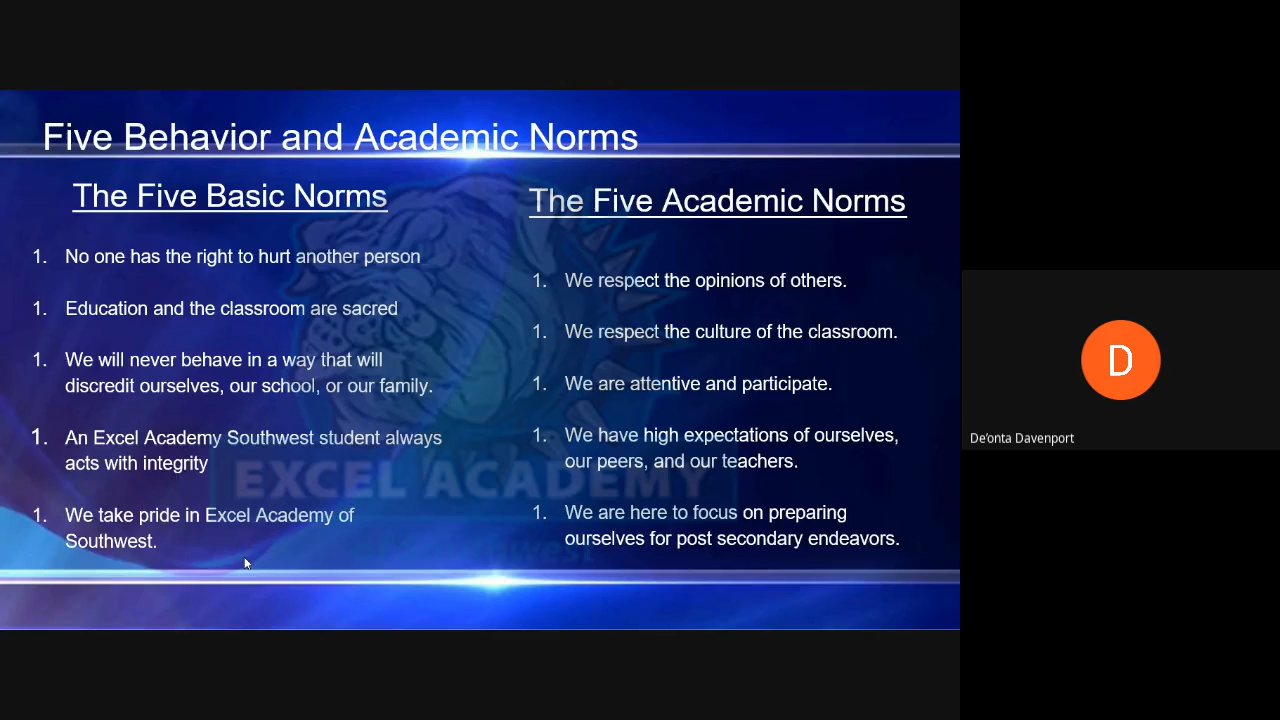 Five Behavior and Academic Norms
The Five Basic Norms
1. No one has the right to hurt another person
1. Education and the classroom are sacred
1. We will never behave in a way that will
discredit ourselves, our school, or our family.
1. An Excel Academy Southwest student always
acts with integrity
1. We take pride in Excel Academy of
Southwest.
The Five Academic Norms
1. We respect the opinions of others.
1. We respect the culture of the classroom.
1. We are attentive and participate.
1. We have high expectations of ourselves,
our peers, and our teachers.
1. We are here to focus on preparing
ourselves for post secondary endeavors.
EXCEL ACADEMY
D
De'onta Davenport